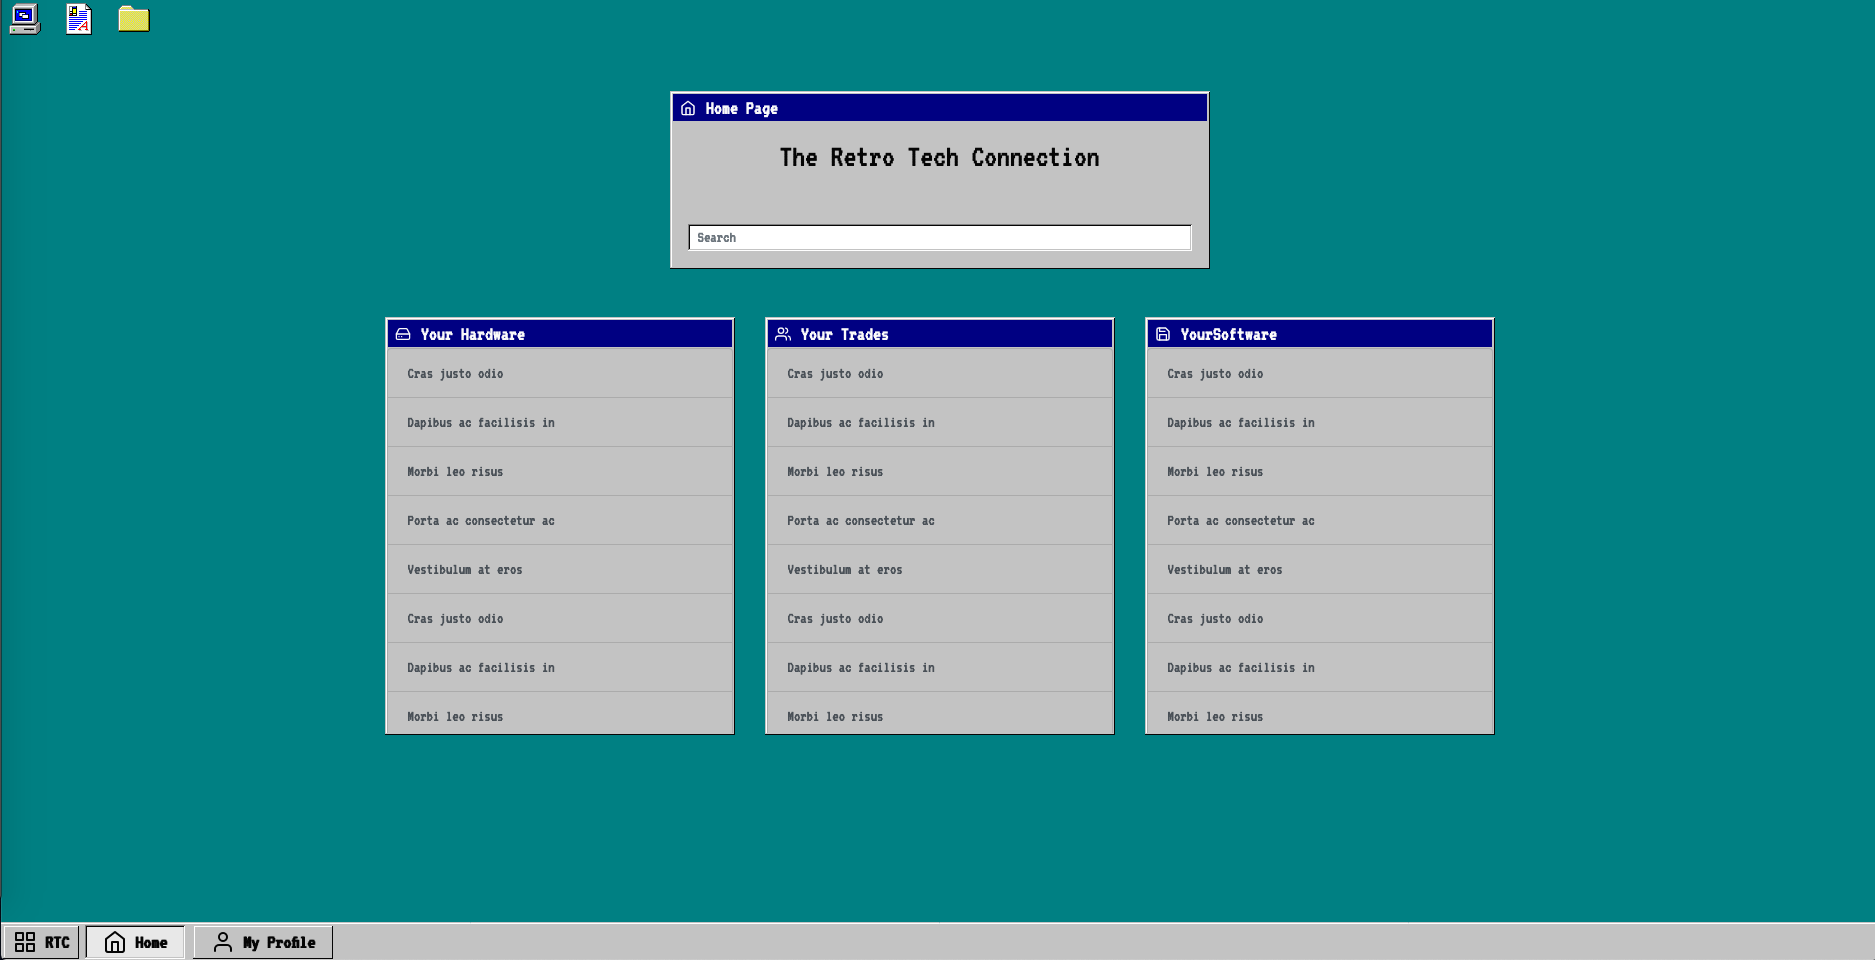 Home Page
The Retro Tech Connection
Search
Your Hardware
Cras justo odio
Dapibus ac facilisis in
Morbi leo risus
Porta ac consectetur ac
Vestibulum at eros
Cras justo odio
Dapibus ac facilisis in
Morbi leo risus
Your Trades
Cras justo odio
Dapibus ac facilisis in
Morbi leo risus
Porta ac consectetur ac
Vestibulum at eros
Cras justo odio
Dapibus ac facilisis in
Morbi leo risus
YourSoftware
Cras justo odio
Dapibus ac facilisis in
Morbi leo risus
Porta ac consectetur ac
Vestibulum at eros
Cras justo odio
Dapibus ac facilisis in
Morbi leo risus
RTC
Home
My Profile